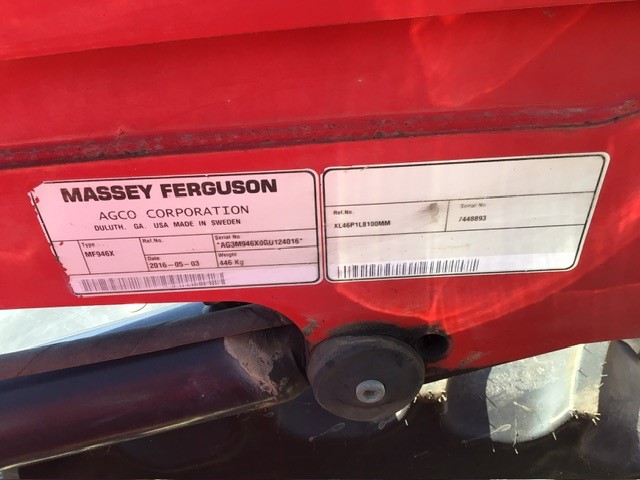 MASSEY FERGUSON
AGCO CORPORATION
DULUTH. GA. USA MADE IN SWEDEN
Type
MF946X
Ref.No.
Serial No
*AG3M946X0GU124016*
Date
2016-05-03
Weight
446 Kg
Ref.No.
XL46P1L8100MM
Serial No
7448893